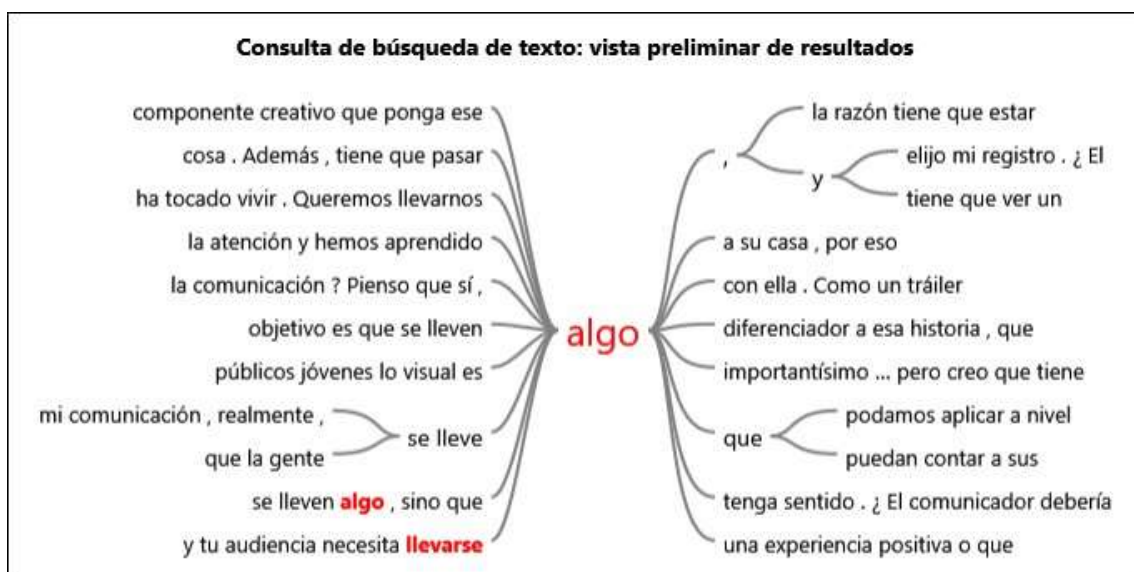 Consulta de búsqueda de texto: vista preliminar de resultados
componente creativo que ponga ese
cosa . Además , tiene que pasar
ha tocado vivir . Queremos llevarnos
la atención y hemos aprendido
la comunicación ? Pienso que sí ,
objetivo es que se lleven
públicos jóvenes lo visual es
mi comunicación , realmente ,
que la gente
se lleve
se lleven algo , sino que
y tu audiencia necesita llevarse
algo
,
la razón tiene que estar
y
elijo mi registro . ¿ El
tiene que ver un
a su casa , por eso
con ella . Como un tráiler
diferenciador a esa historia , que
importantísimo ... pero creo que tiene
que
podamos aplicar a nivel
puedan contar a sus
tenga sentido . ¿ El comunicador debería
una experiencia positiva o que